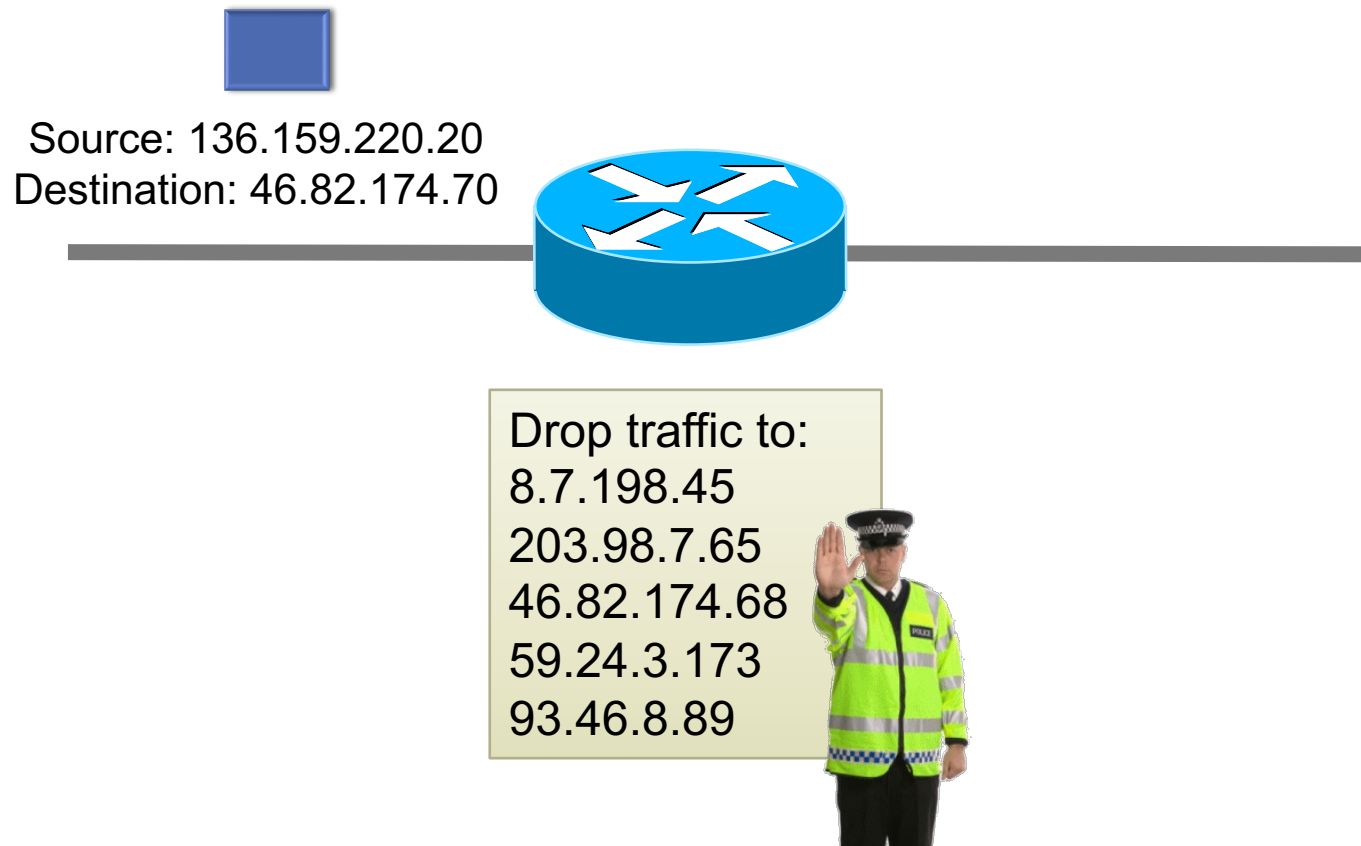 Source: 136.159.220.20
Destination: 46.82.174.70
Drop traffic to:
8.7.198.45
203.98.7.65
46.82.174.68
59.24.3.173
93.46.8.89
POLICE